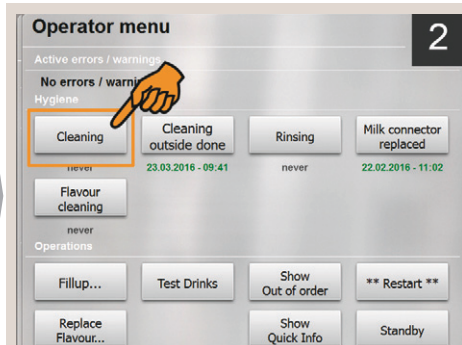 Operator menu
2
Active errors / warnings
No errors / warni
Hygiene
Cleaning
Cleaning
outside done
Rinsing
Milk connector
replaced
never
23.03.2016 - 09:41
never
22.02.2016 - 11:02
Flavour
cleaning
never
Operations
Fillup...
Test Drinks
Show
Out of order
** Restart **
Replace
Flavour...
Show
Quick Info
Standby